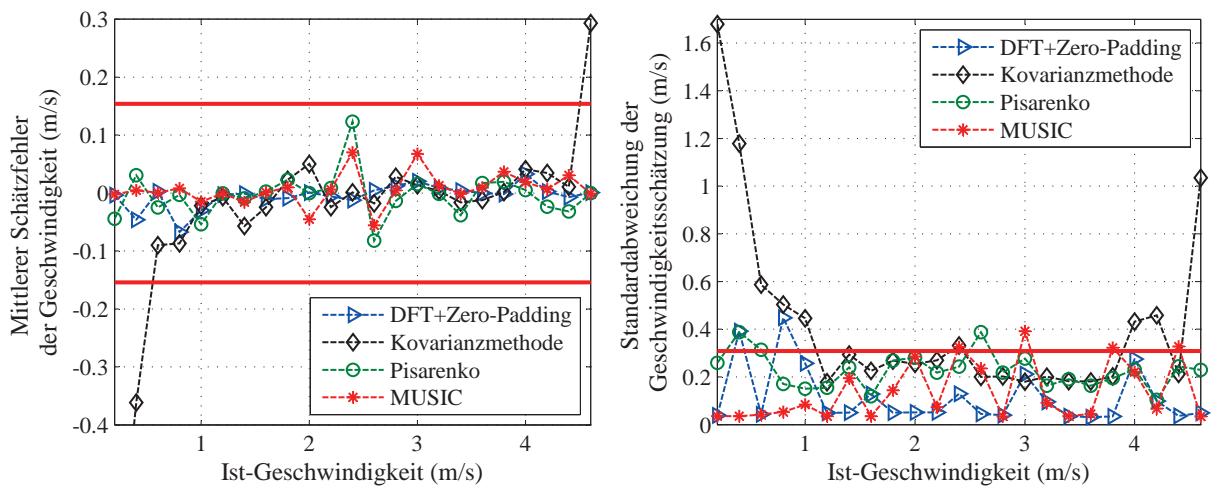 Mittlerer Schätzfehler
der Geschwindigkeit (m/s)
0.3
0.2
0.1
0
-0.1
-0.2
-0.3
-0.4
1
2
3
4
Ist-Geschwindigkeit (m/s)
DFT+Zero-Padding
Kovarianzmethode
Pisarenko
MUSIC
Standardabweichung der
Geschwindigkeitsschätzung (m/s)
1.6
1.4
1.2
1
0.8
0.6
0.4
0.2
0
1
2
3
4
Ist-Geschwindigkeit (m/s)
DFT+Zero-Padding
Kovarianzmethode
Pisarenko
MUSIC